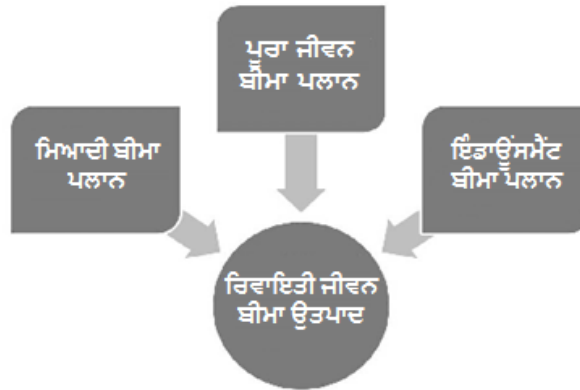 ਪੂਰਾ ਜੀਵਨ
ਬੀਮਾ ਪਲਾਨ
ਮਿਆਦੀ ਬੀਮਾ
ਪਲਾਨ
ਇੰਡਾਊਂਸਮੈਂਟ
ਬੀਮਾ ਪਲਾਨ
ਰਿਵਾਇਤੀ ਜੀਵਨ
ਬੀਮਾ ਉਤਪਾਦ